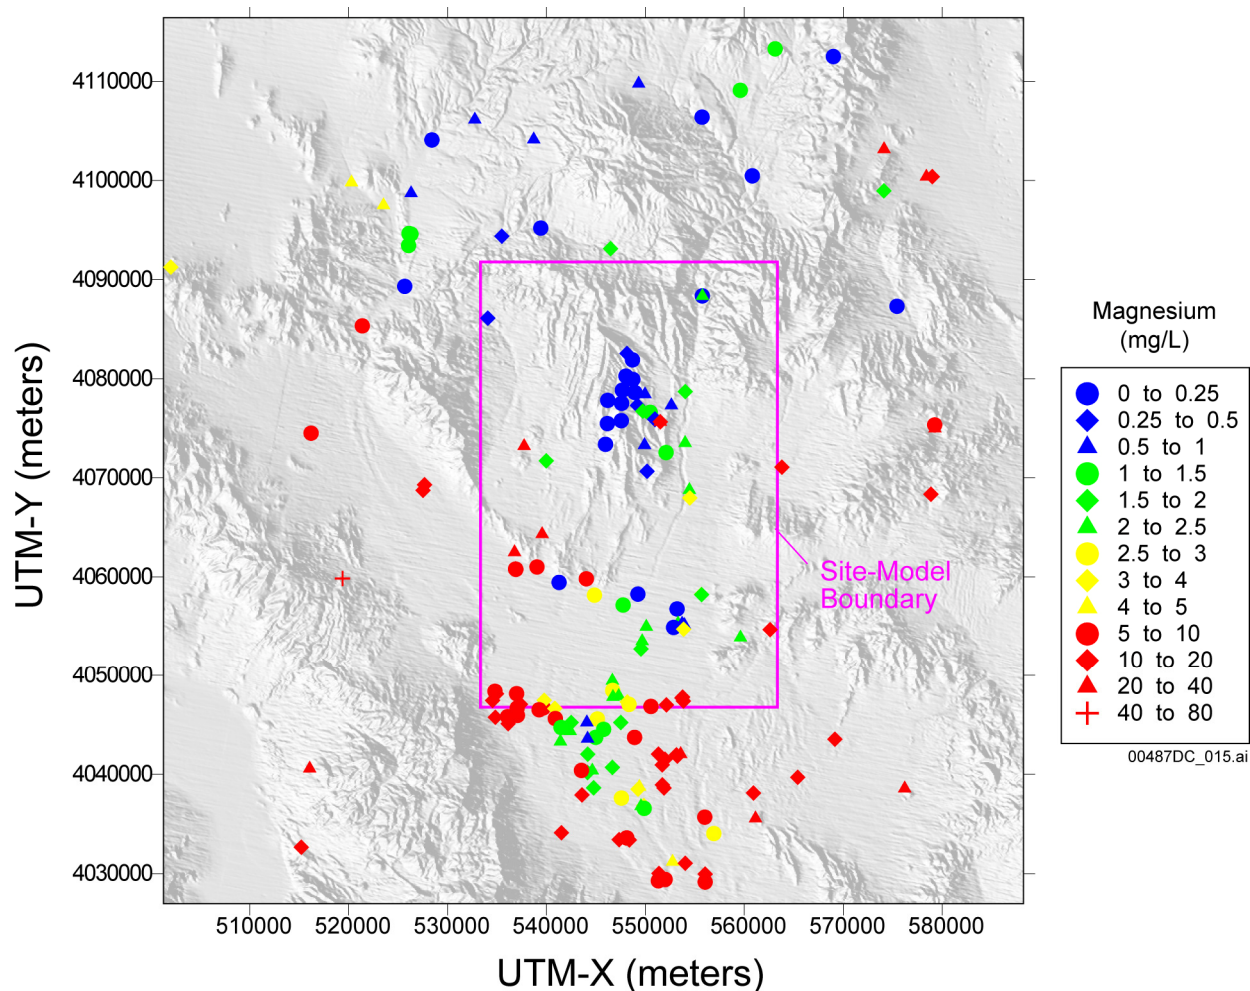 4110000
4100000
4090000
4080000
4070000
4060000
4050000
4040000
4030000
UTM-Y (meters)
510000
520000
530000
540000
550000
560000
570000
580000
UTM-X (meters)
Site-Model
Boundary
Magnesium
(mg/L)
0 to 0.25
0.25 to 0.5
0.5 to 1
1 to 1.5
1.5 to 2
2 to 2.5
2.5 to 3
3 to 4
4 to 5
5 to 10
10 to 20
20 to 40
40 to 80
00487DC_015.ai